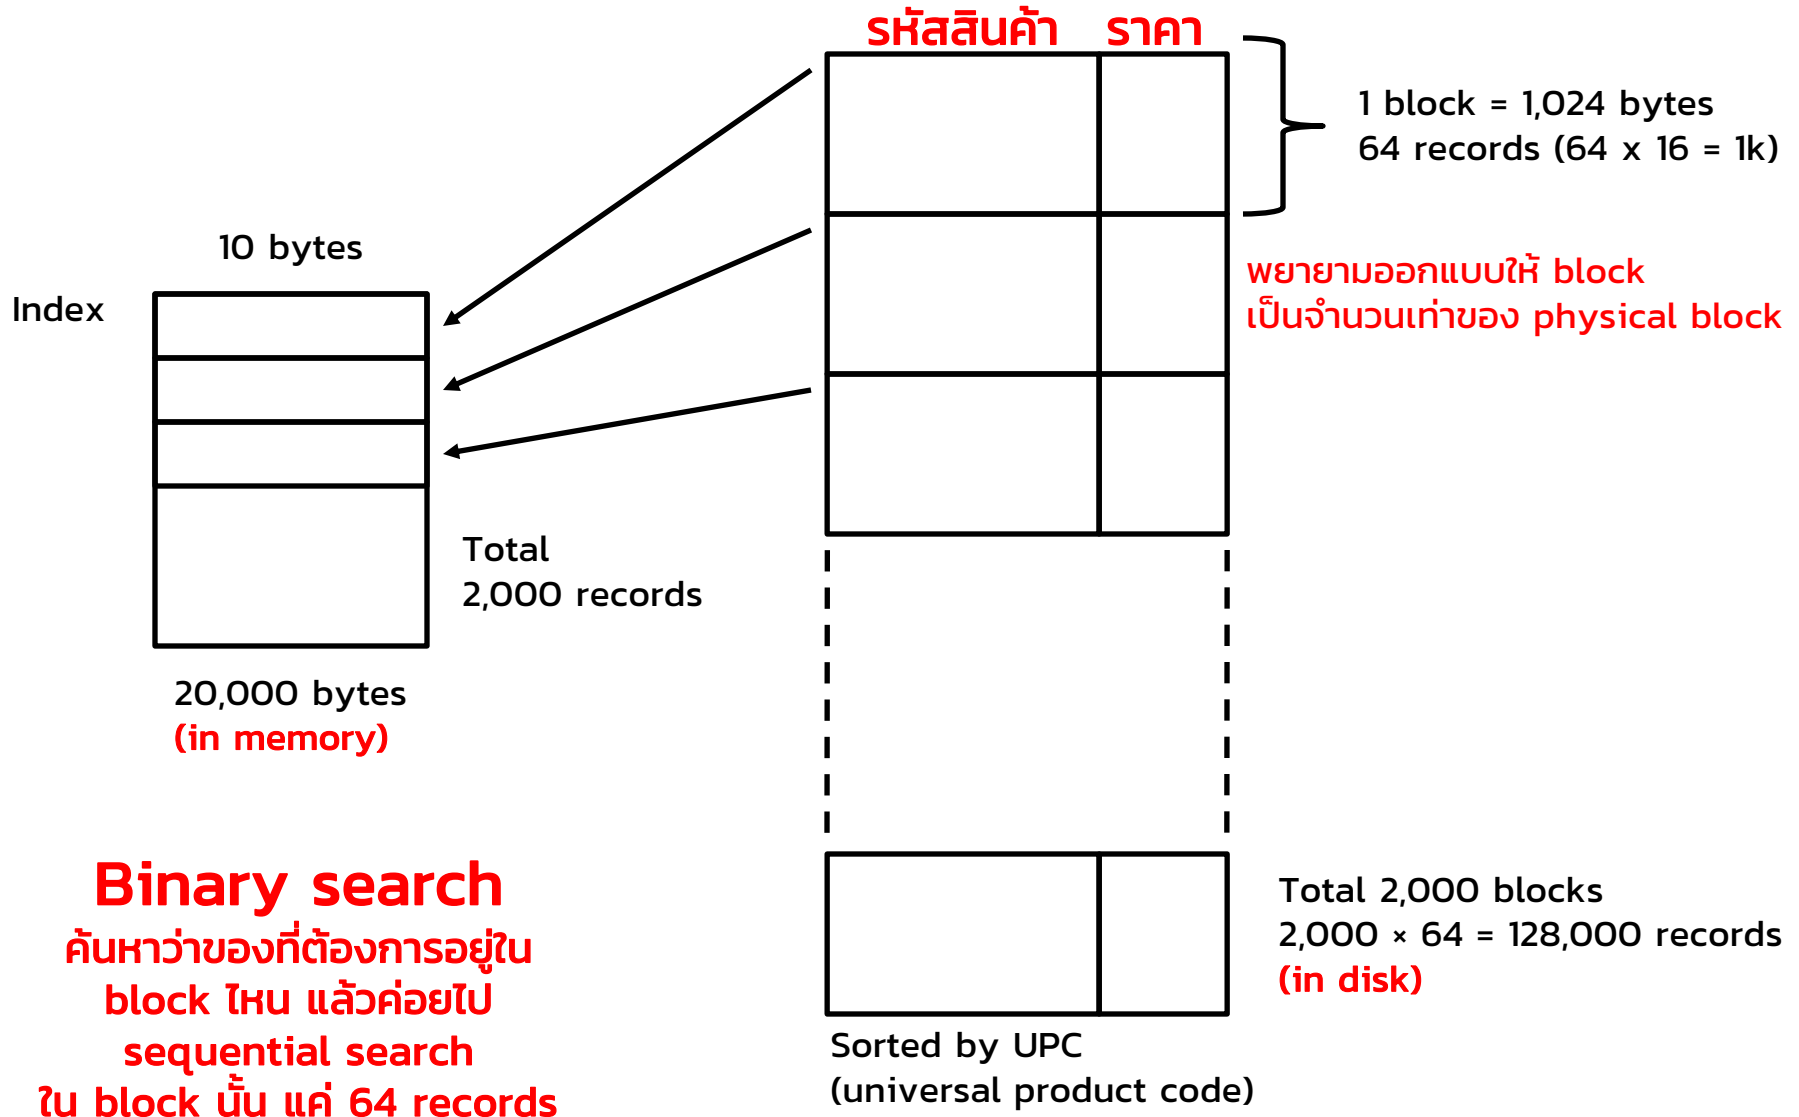 รหัสสินค้า ราคา
1 block = 1,024 bytes
64 records (64 x 16 = 1k)
10 bytes
Index
พยายามออกแบบให้ block
เป็นจำนวนเท่าของ physical block
Total
2,000 records
20,000 bytes
(in memory)
Binary search
ค้นหาว่าของที่ต้องการอยู่ใน
block ไหน แล้วค่อยไป
sequential search
ใน block นั้น แค่ 64 records
Total 2,000 blocks
2,000 × 64 = 128,000 records
(in disk)
Sorted by UPC
(universal product code)